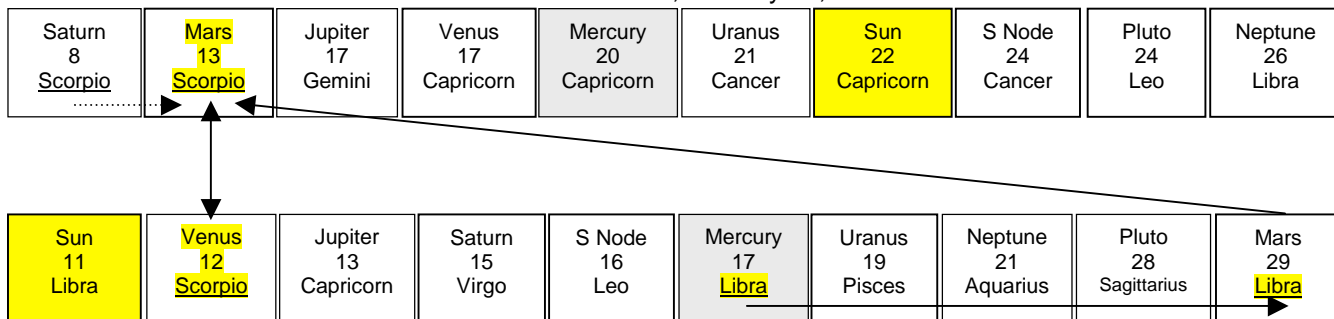 Saturn
8
Scorpio
Mars
13
Scorpio
Jupiter
17
Gemini
Venus
17
Capricorn
Mercury
20
Capricorn
Uranus
21
Cancer
Sun
22
Capricorn
S Node
24
Cancer
Pluto
24
Leo
Neptune
26
Libra
Sun
11
Libra
Venus
12
Scorpio
Jupiter
13
Capricorn
Saturn
15
Virgo
S Node
16
Leo
Mercury
17
Libra
Uranus
19
Pisces
Neptune
21
Aquarius
Pluto
28
Sagittarius
Mars
29
Libra